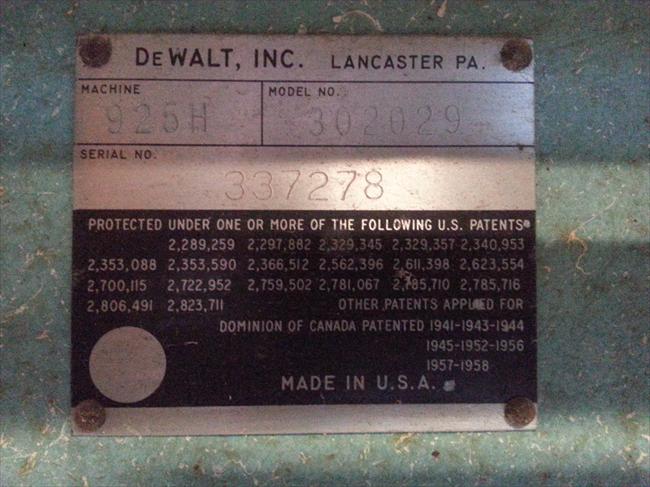 DEWALT, INC. LANCASTER PA.
MACHINE MODEL NO.
925H 302029
SERIAL NO.
337278
PROTECTED UNDER ONE OR MORE OF THE FOLLOWING U.S. PATENTS
2,289,259 2,297,882 2,329,345 2,329,357 2,340,953
2,353,088 2,353,590 2,366,512 2,562,396 2,611,398 2,623,554
2,700,115 2,722,952 2,759,502 2,781,067 2,785,710 2,785,716
2,806,491 2,823,711 OTHER PATENTS APPLIED FOR
DOMINION OF CANADA PATENTED 1941-1943-1944
1945-1952-1956
1957-1958
MADE IN U.S.A.